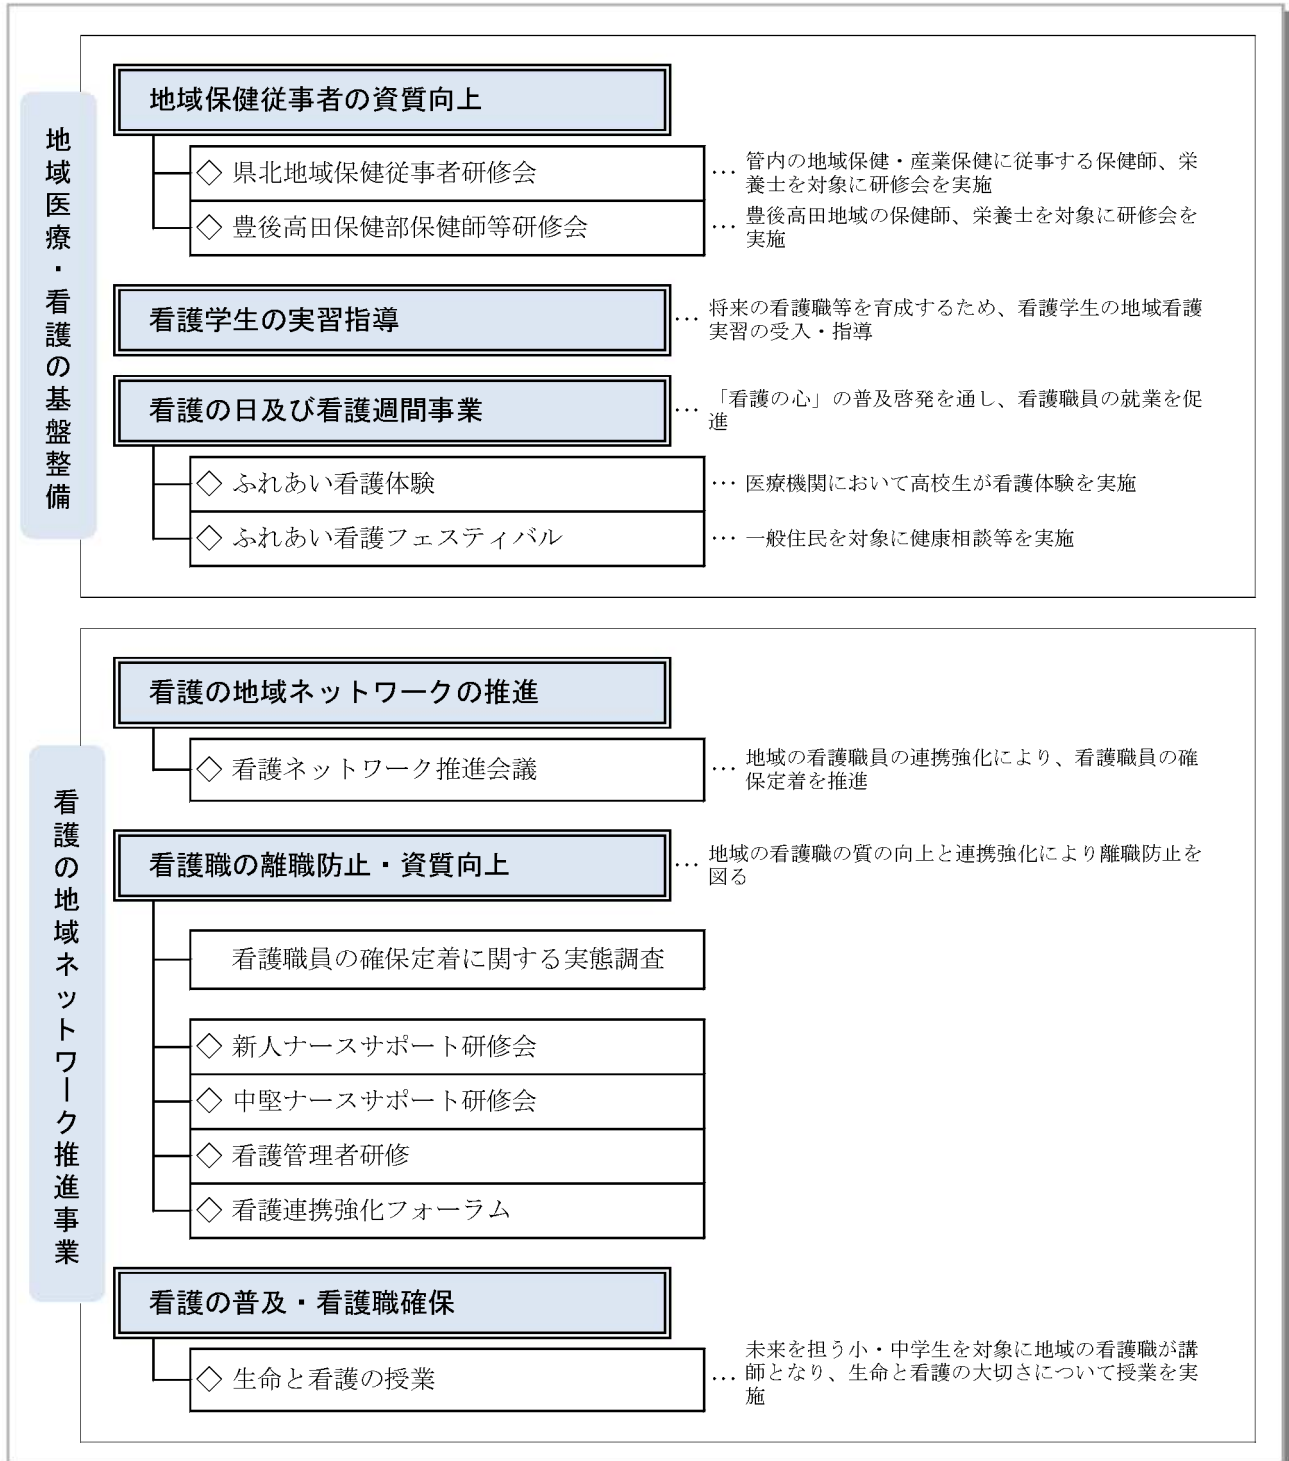 地域医療・看護の基盤整備
地域保健従事者の資質向上
◇ 県北地域保健従事者研修会
… 管内の地域保健・産業保健に従事する保健師、栄
養士を対象に研修会を実施
◇ 豊後高田保健部保健師等研修会
… 豊後高田地域の保健師、栄養士を対象に研修会を
実施
看護学生の実習指導
… 将来の看護職等を育成するため、看護学生の地域看護
実習の受入・指導
看護の日及び看護週間事業
… 「看護の心」の普及啓発を通し、看護職員の就業を促
進
◇ ふれあい看護体験
… 医療機関において高校生が看護体験を実施
◇ ふれあい看護フェスティバル
… 一般住民を対象に健康相談等を実施
看護の地域ネットワーク推進事業
看護の地域ネットワークの推進
◇ 看護ネットワーク推進会議
… 地域の看護職員の連携強化により、看護職員の確
保定着を推進
看護職の離職防止・資質向上
… 地域の看護職の質の向上と連携強化により離職防止を
図る
看護職員の確保定着に関する実態調査
◇ 新人ナースサポート研修会
◇ 中堅ナースサポート研修会
◇ 看護管理者研修
◇ 看護連携強化フォーラム
看護の普及・看護職確保
◇ 生命と看護の授業
… 未来を担う小・中学生を対象に地域の看護職が講
師となり、生命と看護の大切さについて授業を実
施